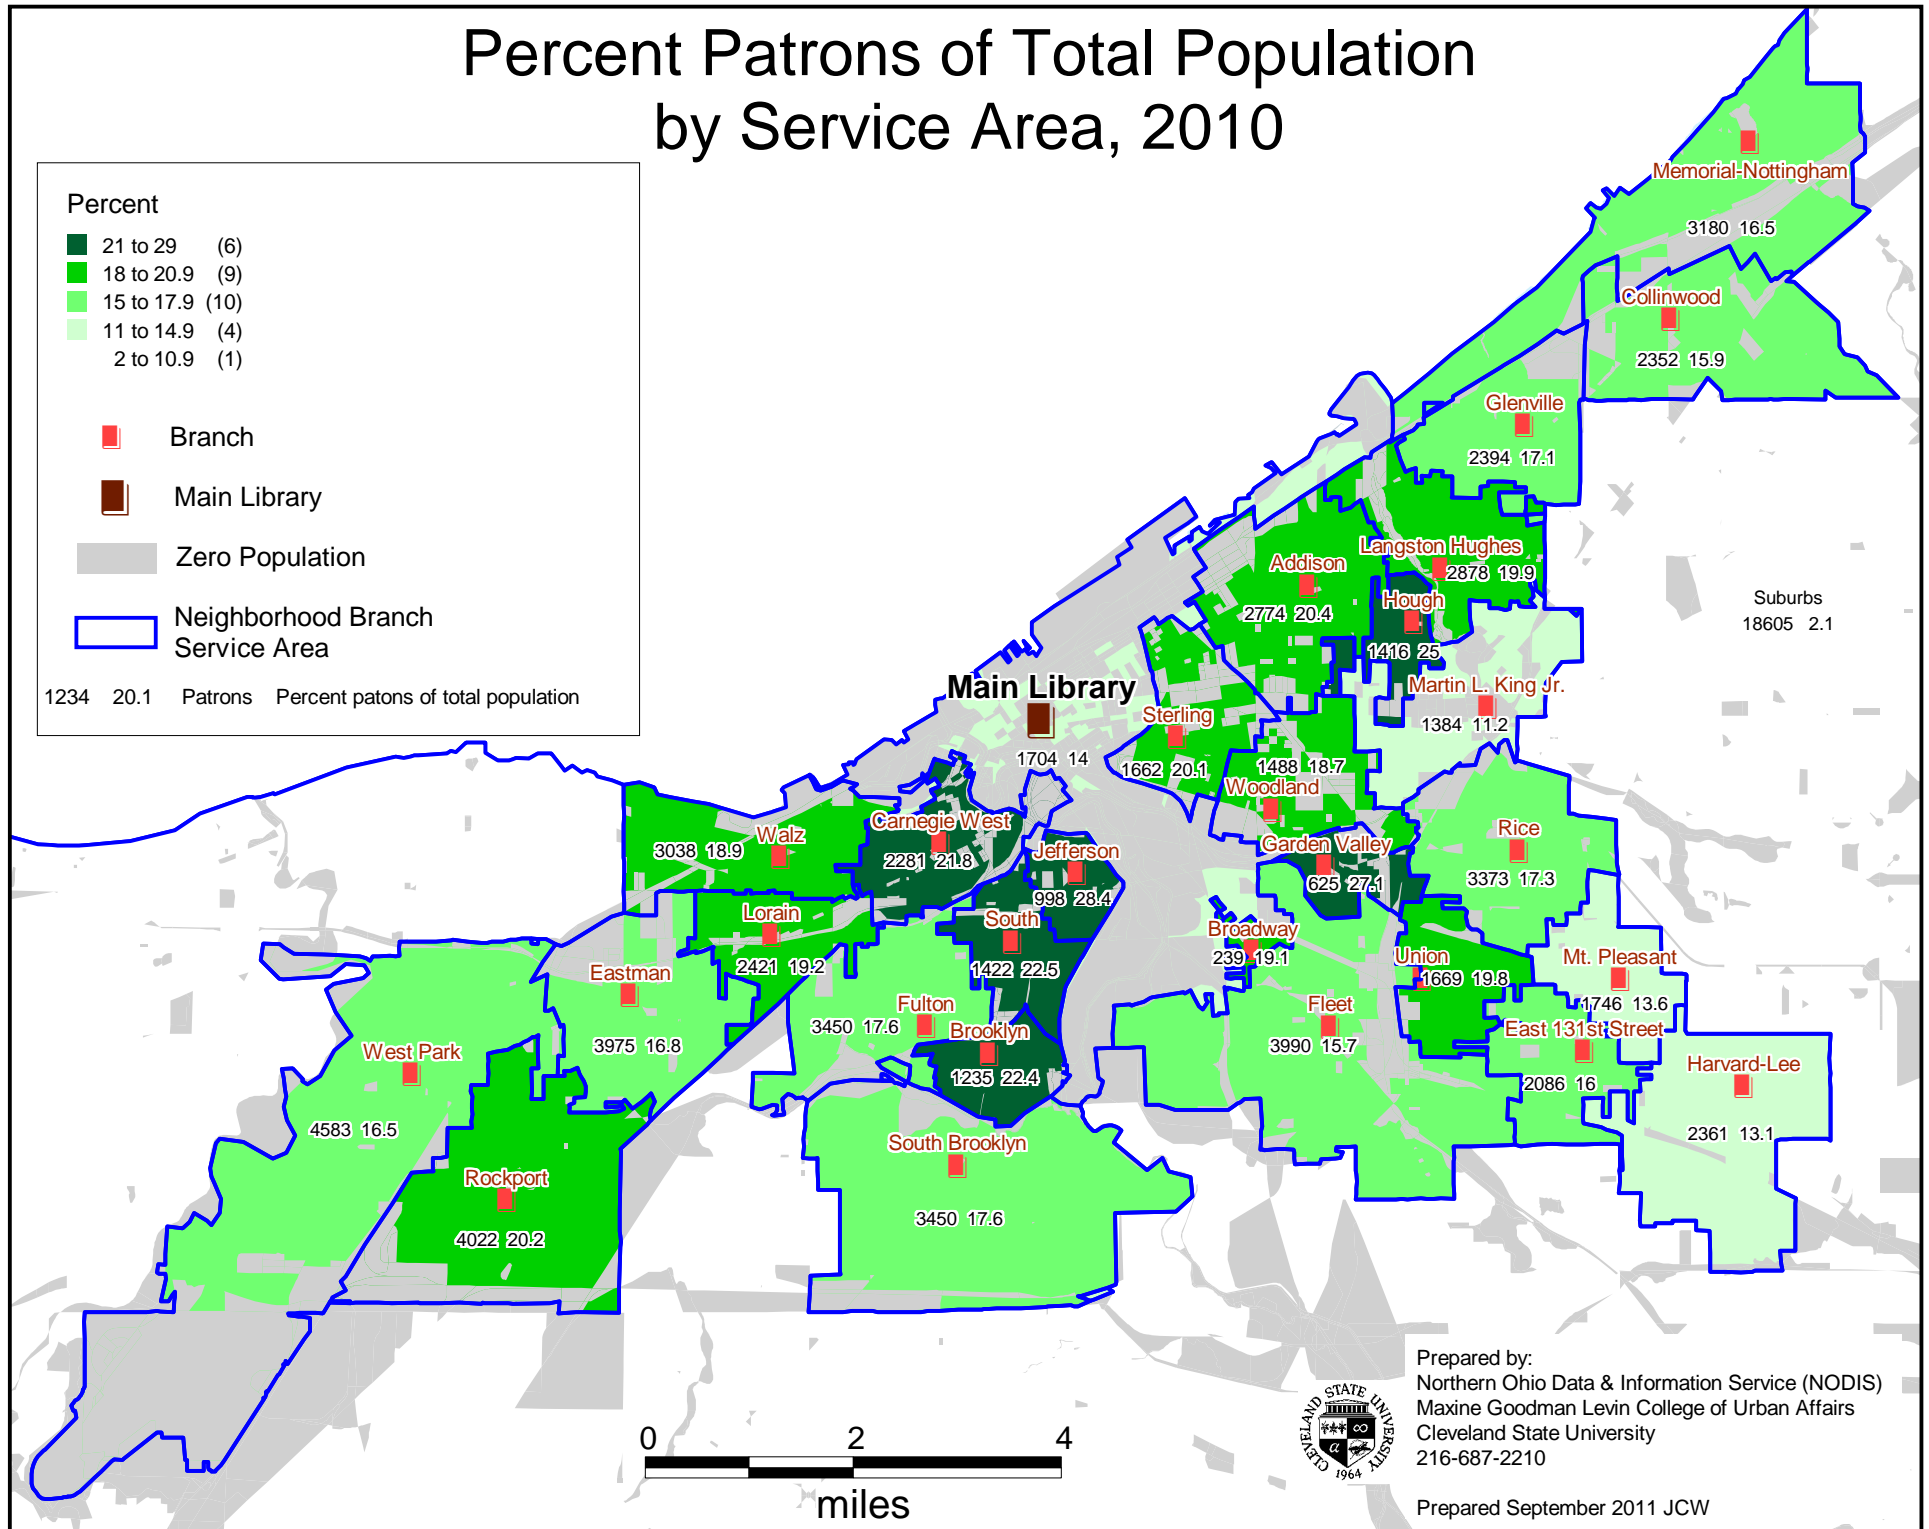 Percent Patrons of Total Population
by Service Area, 2010
Percent
21 to 29 (6)
18 to 20.9 (9)
15 to 17.9 (10)
11 to 14.9 (4)
2 to 10.9 (1)
Branch
Main Library
Zero Population
Neighborhood Branch
Service Area
1234 20.1 Patrons Percent patons of total population
Memorial-Nottingham
3180 16.5
Collinwood
2352 15.9
Glenville
2394 17.1
Langston Hughes
2878 19.9
Addison
2774 20.4
Hough
1416 25
Suburbs
18605 2.1
Martin L. King Jr.
1384 11.2
Main Library
1704 14
Sterling
1662 20.1
1488 18.7
Woodland
Walz
3038 18.9
Carnegie West
2281 21.8
Jefferson
998 28.4
Garden Valley
625 27.1
Rice
3373 17.3
Lorain
2421 19.2
South
1422 22.5
Broadway
239 19.1
Union
1669 19.8
Mt. Pleasant
1746 13.6
Eastman
3975 16.8
Fulton
3450 17.6
Brooklyn
1235 22.4
Fleet
3990 15.7
East 131st Street
2086 16
Harvard-Lee
2361 13.1
West Park
4583 16.5
Rockport
4022 20.2
South Brooklyn
3450 17.6
0 2 4
miles
CLEVELAND STATE UNIVERSITY
1964
Prepared by:
Northern Ohio Data & Information Service (NODIS)
Maxine Goodman Levin College of Urban Affairs
Cleveland State University
216-687-2210
Prepared September 2011 JCW